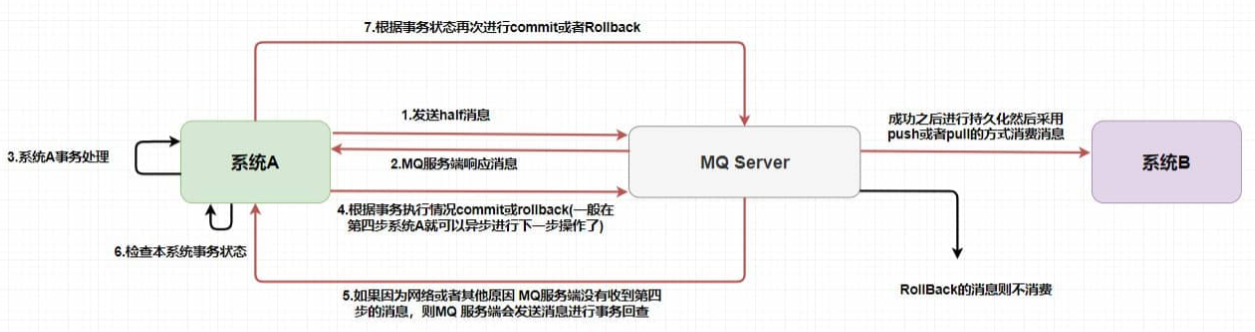 7.根据事务状态再次进行commit或者Rollback
1.发送half消息
成功之后进行持久化然后采用
push或者pull的方式消费消息
3.系统A事务处理
系统A
2.MQ服务端响应消息
MQ Server
系统B
4.根据事务执行情况commit或rollback(一般在
第四步系统A就可以异步进行下一步操作了)
6.检查本系统事务状态
5.如果因为网络或者其他原因 MQ服务端没有收到第四
步的消息，则MQ 服务端会发送消息进行事务回查
RollBack的消息则不消费